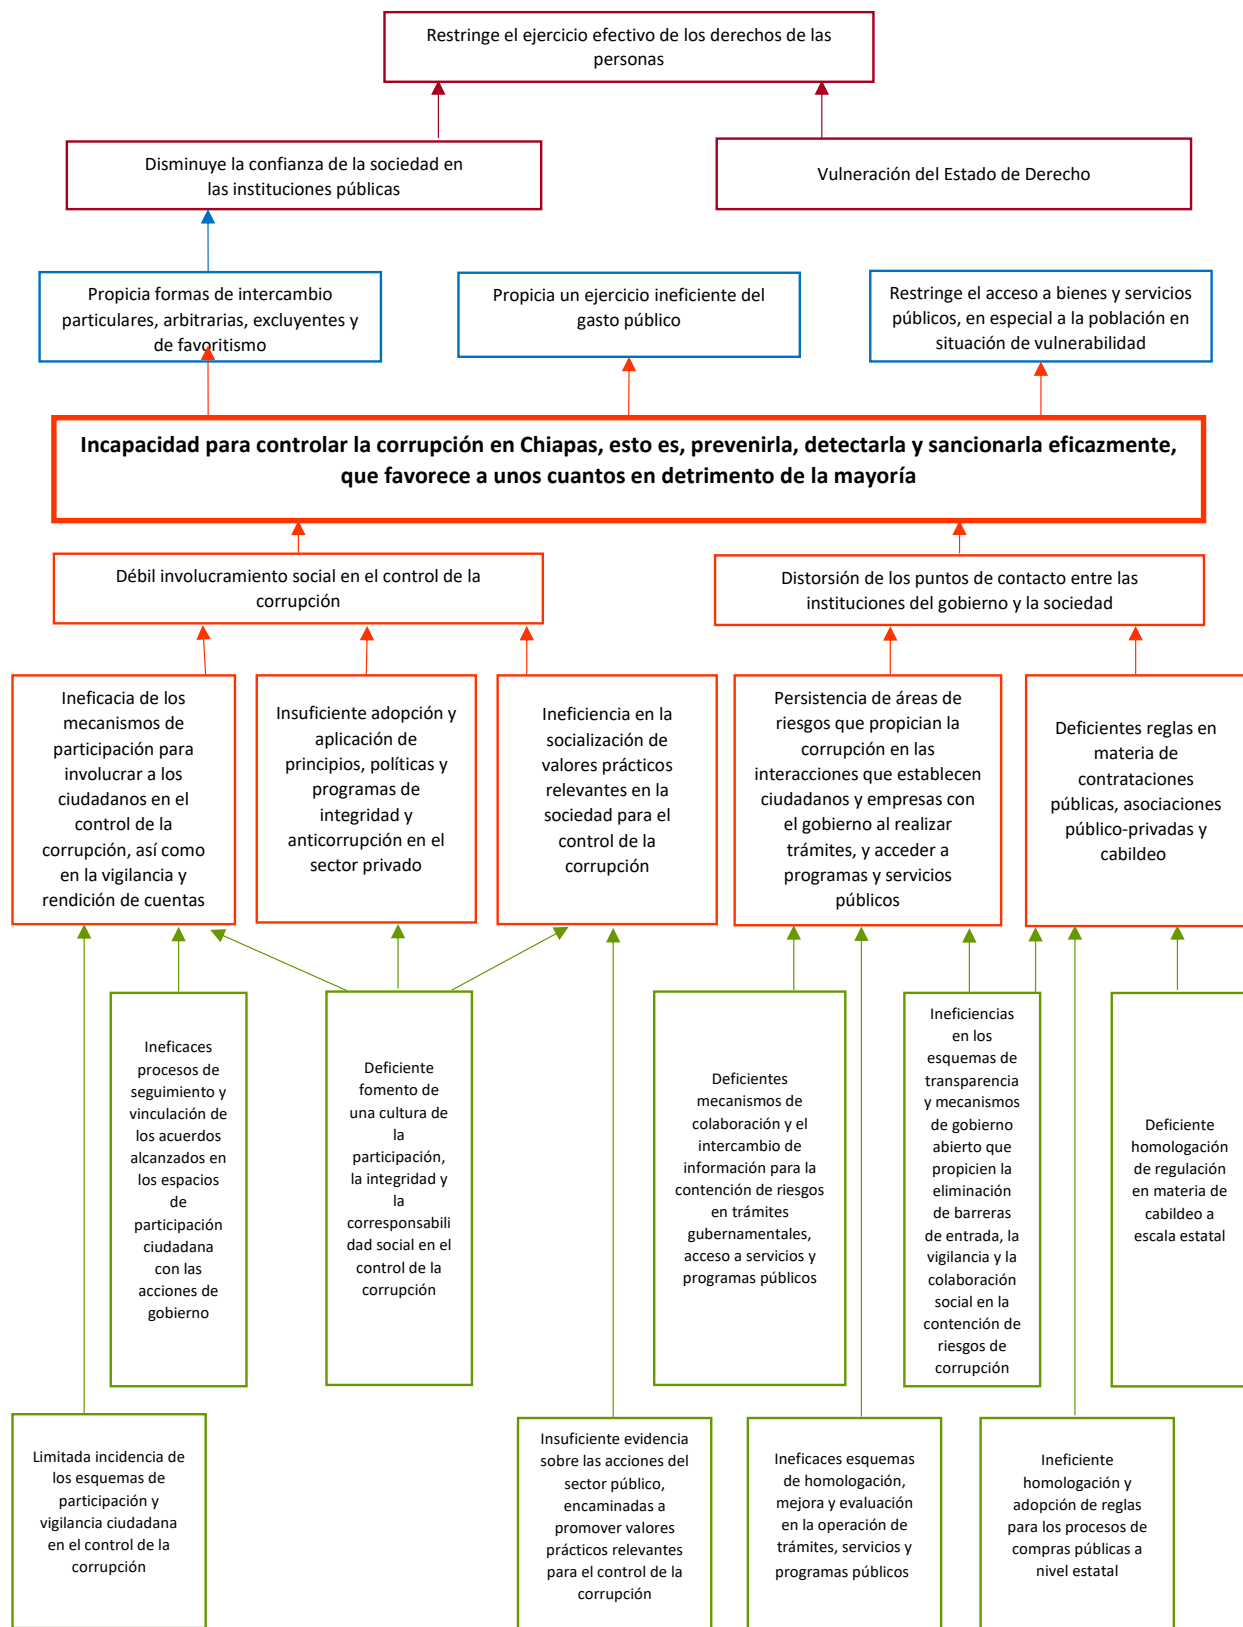 Restringe el ejercicio efectivo de los derechos de las
personas
Disminuye la confianza de la sociedad en
las instituciones públicas
Vulneración del Estado de Derecho
Propicia formas de intercambio
particulares, arbitrarias, excluyentes y
de favoritismo
Propicia un ejercicio ineficiente del
gasto público
Restringe el acceso a bienes y servicios
públicos, en especial a la población en
situación de vulnerabilidad
Incapacidad para controlar la corrupción en Chiapas, esto es, prevenirla, detectarla y sancionarla eficazmente,
que favorece a unos cuantos en detrimento de la mayoría
Débil involucramiento social en el control de la
corrupción
Distorsión de los puntos de contacto entre las
instituciones del gobierno y la sociedad
Ineficacia de los
mecanismos de
participación para
involucrar a los
ciudadanos en el
control de la
corrupción, así como
en la vigilancia y
rendición de cuentas
Insuficiente adopción y
aplicación de
principios, políticas y
programas de
integridad y
anticorrupción en el
sector privado
Ineficiencia en la
socialización de
valores prácticos
relevantes en la
sociedad para el
control de la
corrupción
Persistencia de áreas de
riesgos que propician la
corrupción en las
interacciones que establecen
ciudadanos y empresas con
el gobierno al realizar
trámites, y acceder a
programas y servicios
públicos
Deficientes reglas en
materia de
contrataciones
públicas, asociaciones
público-privadas y
cabildeo
Ineficaces
procesos de
seguimiento y
vinculación de
los acuerdos
alcanzados en
los espacios
de
participación
ciudadana
con las
acciones de
gobierno
Deficiente
fomento de
una cultura de
la
participación,
la integridad y
la
corresponsabili
dad social en el
control de la
corrupción
Deficientes
mecanismos de
colaboración y el
intercambio de
información para la
contención de riesgos
en trámites
gubernamentales,
acceso a servicios y
programas públicos
Ineficiencias
en los
esquemas de
transparencia
y mecanismos
de gobierno
abierto que
propicien la
eliminación
de barreras
de entrada, la
vigilancia y la
colaboración
social en la
contención de
riesgos de
corrupción
Deficiente
homologación
de regulación
en materia de
cabildeo a
escala estatal
Limitada incidencia de
los esquemas de
participación y
vigilancia ciudadana
en el control de la
corrupción
Insuficiente evidencia
sobre las acciones del
sector público,
encaminadas a
promover valores
prácticos relevantes
para el control de la
corrupción
Ineficaces esquemas
de homologación,
mejora y evaluación
en la operación de
trámites, servicios y
programas públicos
Ineficiente
homologación y
adopción de reglas
para los procesos de
compras públicas a
nivel estatal